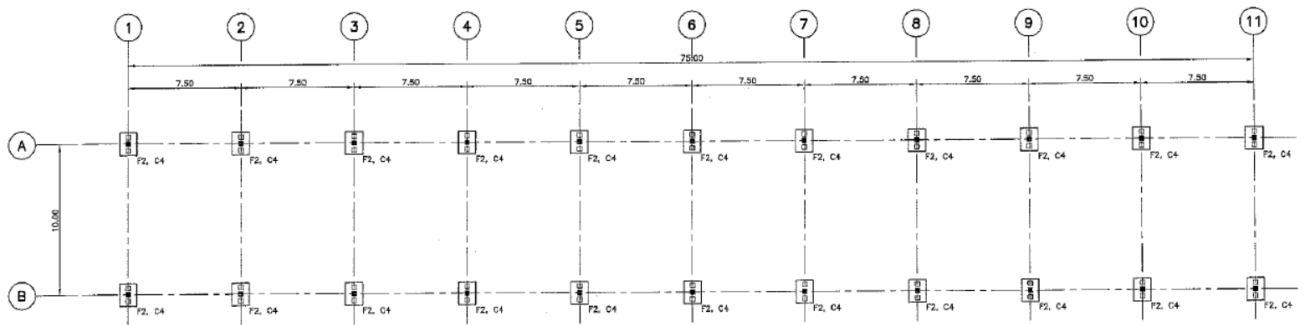 1 2 3 4 5 6 7 8 9 10 11
75.00
7.50 7.50 7.50 7.50 7.50 7.50 7.50 7.50 7.50 7.50
A
F2, C4 F2, C4 F2, C4 F2, C4 F2, C4 F2, C4 F2, C4 F2, C4 F2, C4 F2, C4 F2, C4
10.00
B
F2, C4 F2, C4 F2, C4 F2, C4 F2, C4 F2, C4 F2, C4 F2, C4 F2, C4 F2, C4 F2, C4